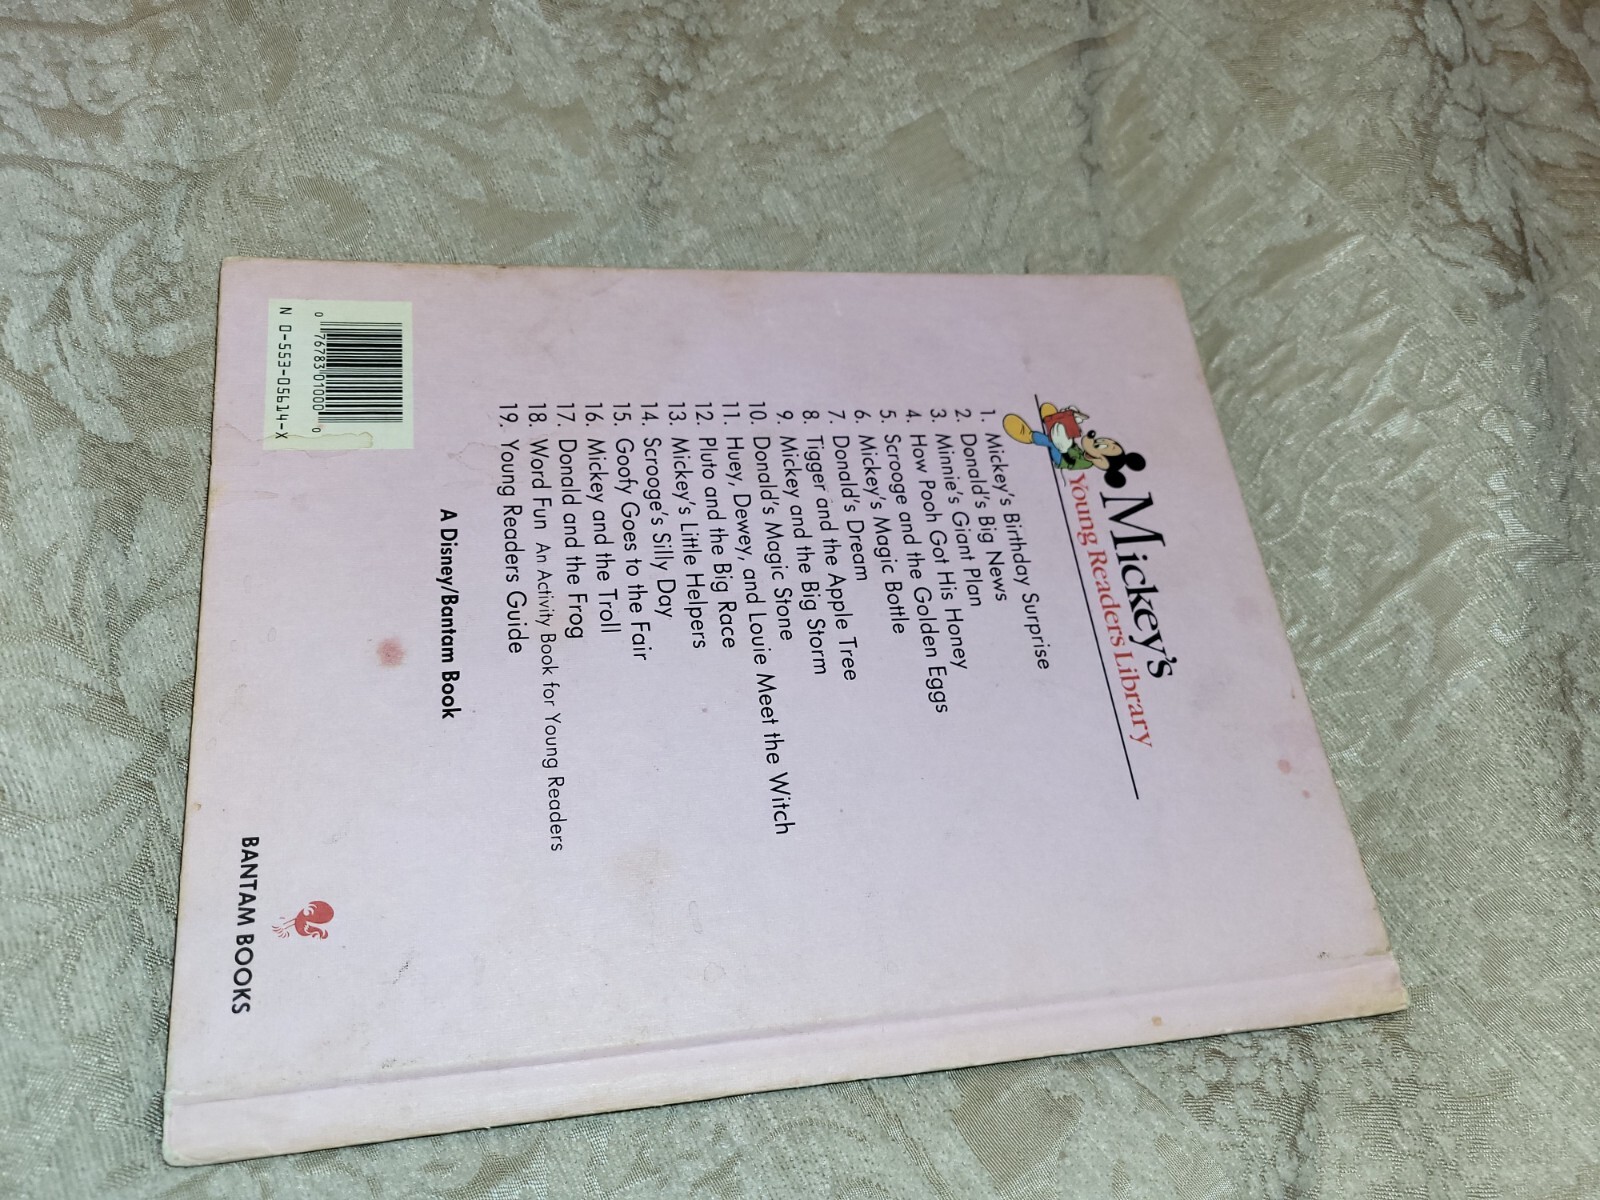 Mickey's
Young Readers Library
1. Mickey's Birthday Surprise
2. Donald's Big News
3. Minnie's Giant Plan
4. How Pooh Got His Honey
5. Scrooge and the Golden Eggs
6. Mickey's Magic Bottle
7. Donald's Dream
8. Tigger and the Apple Tree
9. Mickey and the Big Storm
10. Donald's Magic Stone
11. Huey, Dewey, and Louie Meet the Witch
12. Pluto and the Big Race
13. Mickey's Little Helpers
14. Scrooge's Silly Day
15. Goofy Goes to the Fair
16. Mickey and the Troll
17. Donald and the Frog
18. Word Fun An Activity Book for Young Readers
19. Young Readers Guide
A Disney/Bantam Book
0 76783 01000 0
N 0-553-05614-X
BANTAM BOOKS